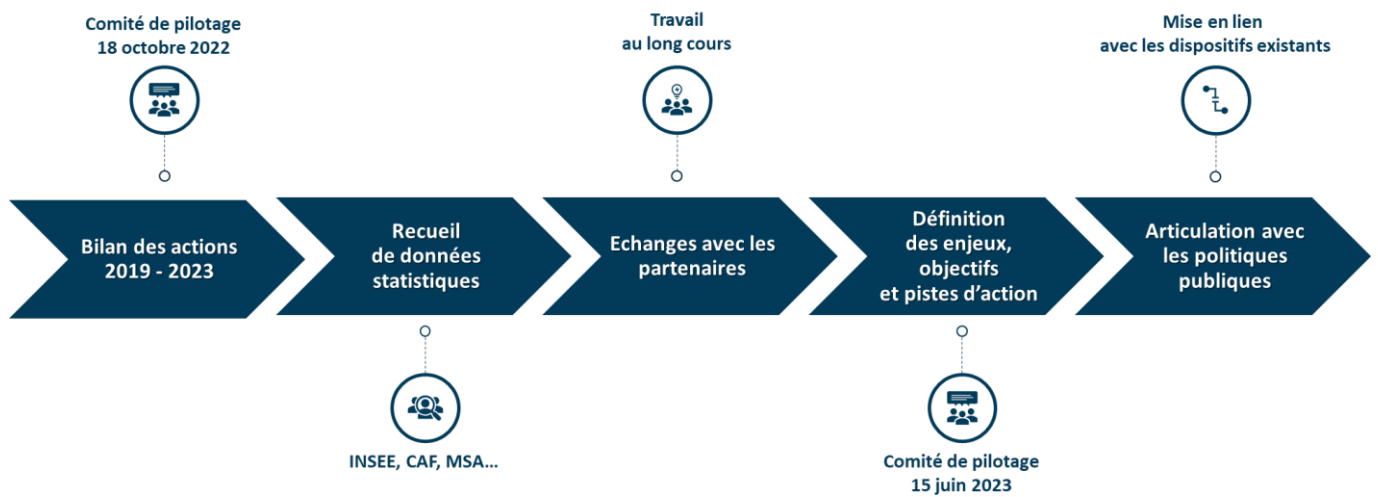 Comité de pilotage
18 octobre 2022
Travail
au long cours
Mise en lien
avec les dispositifs existants
Bilan des actions
2019 - 2023
Recueil
de données
statistiques
Echanges avec les
partenaires
Définition
des enjeux,
objectifs
et pistes d'action
Articulation avec
les politiques
publiques
INSEE, CAF, MSA...
Comité de pilotage
15 juin 2023